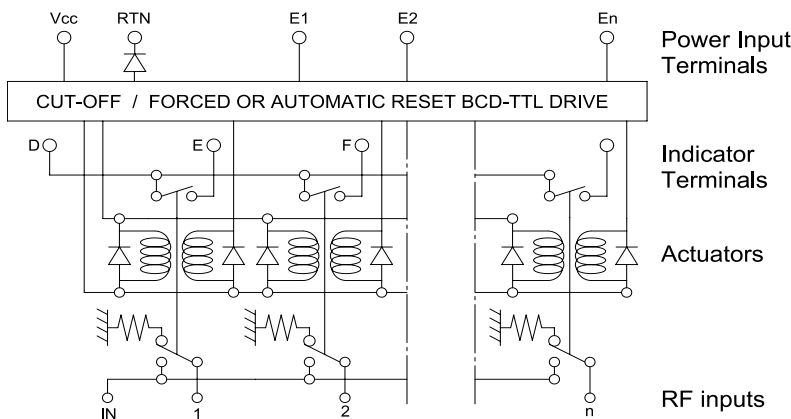 Vcc RTN E1 E2 En
Power Input
Terminals
CUT-OFF / FORCED OR AUTOMATIC RESET BCD-TTL DRIVE
D E F
Indicator
Terminals
Actuators
IN 1 2 n
RF inputs